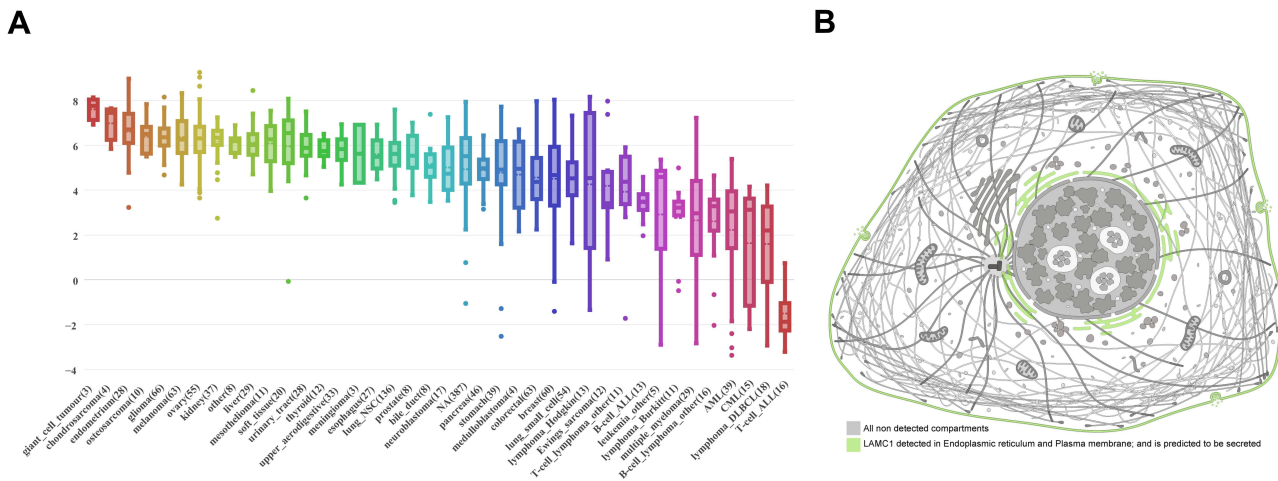 A
B
8
6
4
2
0
−2
−4
giant_cell_tumour(3)
chondrosarcoma(4)
endometrium(28)
osteosarcoma(10)
glioma(66)
melanoma(63)
ovary(55)
kidney(37)
other(8)
liver(29)
mesothelioma(11)
soft_tissue(20)
urinary_tract(28)
thyroid(12)
upper_aerodigestive(33)
meningioma(3)
esophagus(27)
lung_NSC(136)
prostate(8)
bile_duct(8)
neuroblastoma(17)
NA(387)
pancreas(46)
stomach(39)
medulloblastoma(4)
colorectal(63)
breast(60)
lung_small_cell(54)
lymphoma_Hodgkin(13)
Ewings_sarcoma(12)
T-cell_lymphoma_other(11)
B-cell_ALL(13)
leukemia_other(5)
lymphoma_Burkitt(11)
multiple_myeloma(29)
B-cell_lymphoma_other(16)
AML(39)
CML(15)
lymphoma_DLBCL(18)
T-cell_ALL(16)
All non detected compartments
LAMC1 detected in Endoplasmic reticulum and Plasma membrane; and is predicted to be secreted